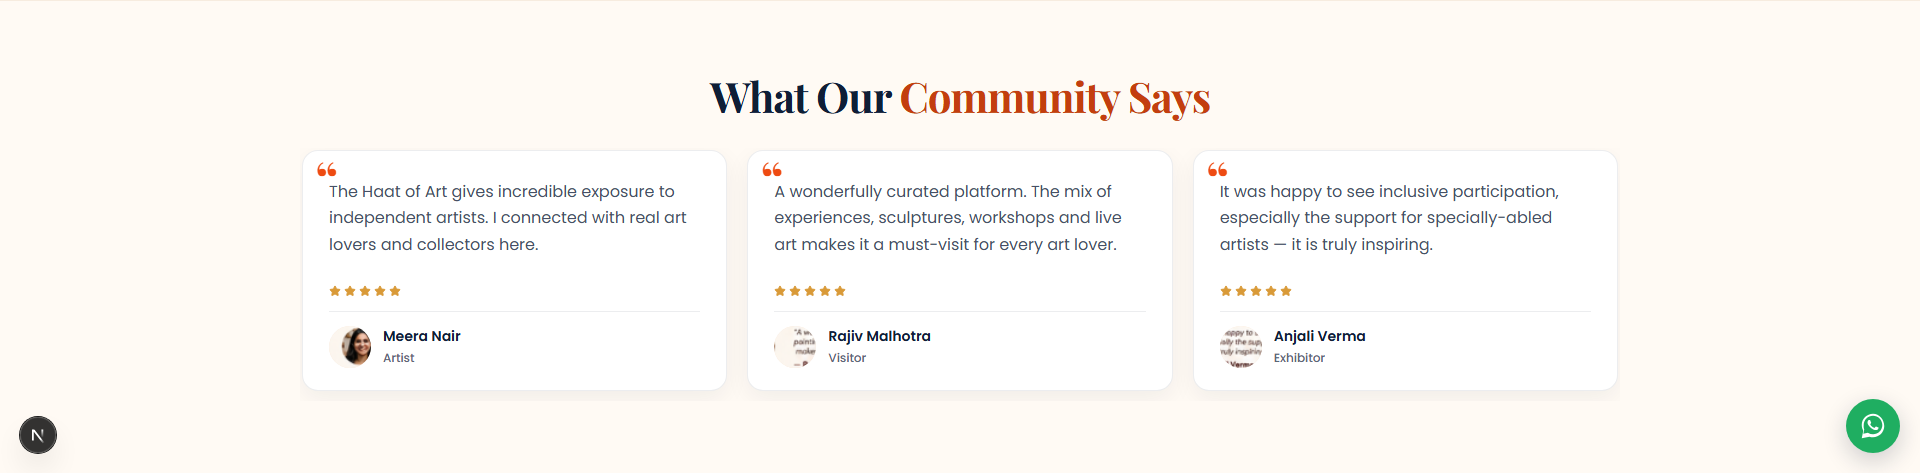 What Our Community Says
The Haat of Art gives incredible exposure to
independent artists. I connected with real art
lovers and collectors here.
Meera Nair
Artist
A wonderfully curated platform. The mix of
experiences, sculptures, workshops and live
art makes it a must-visit for every art lover.
Rajiv Malhotra
Visitor
It was happy to see inclusive participation,
especially the support for specially-abled
artists — it is truly inspiring.
Anjali Verma
Exhibitor
N